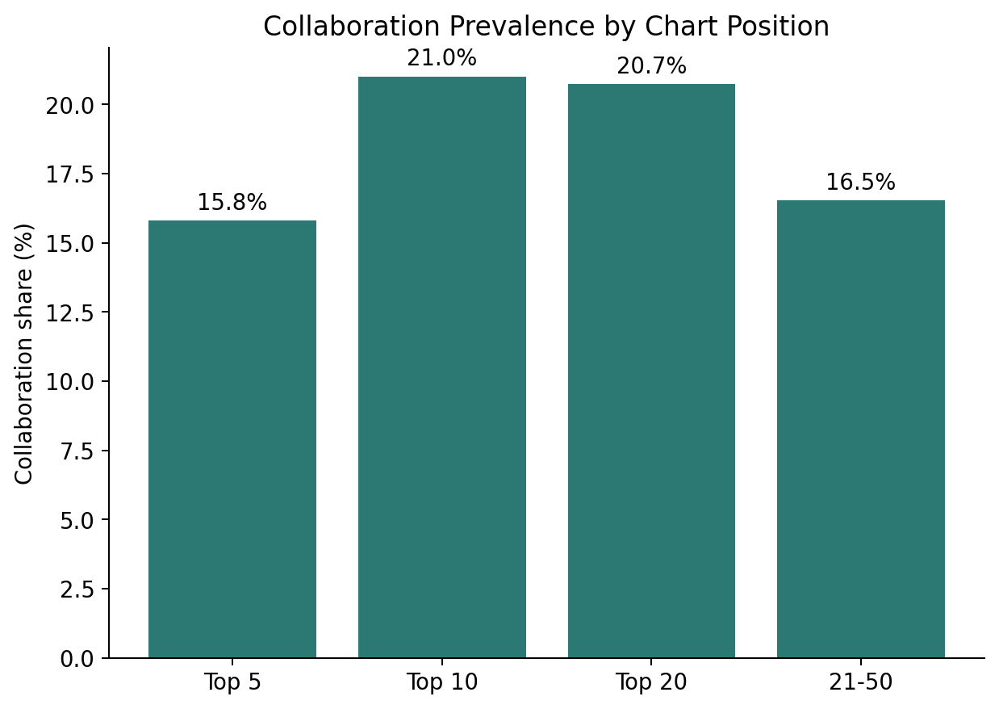 Collaboration Prevalence by Chart Position
21.0%
20.7%
16.5%
15.8%
Collaboration share (%)
20.0
17.5
15.0
12.5
10.0
7.5
5.0
2.5
0.0
Top 5
Top 10
Top 20
21-50